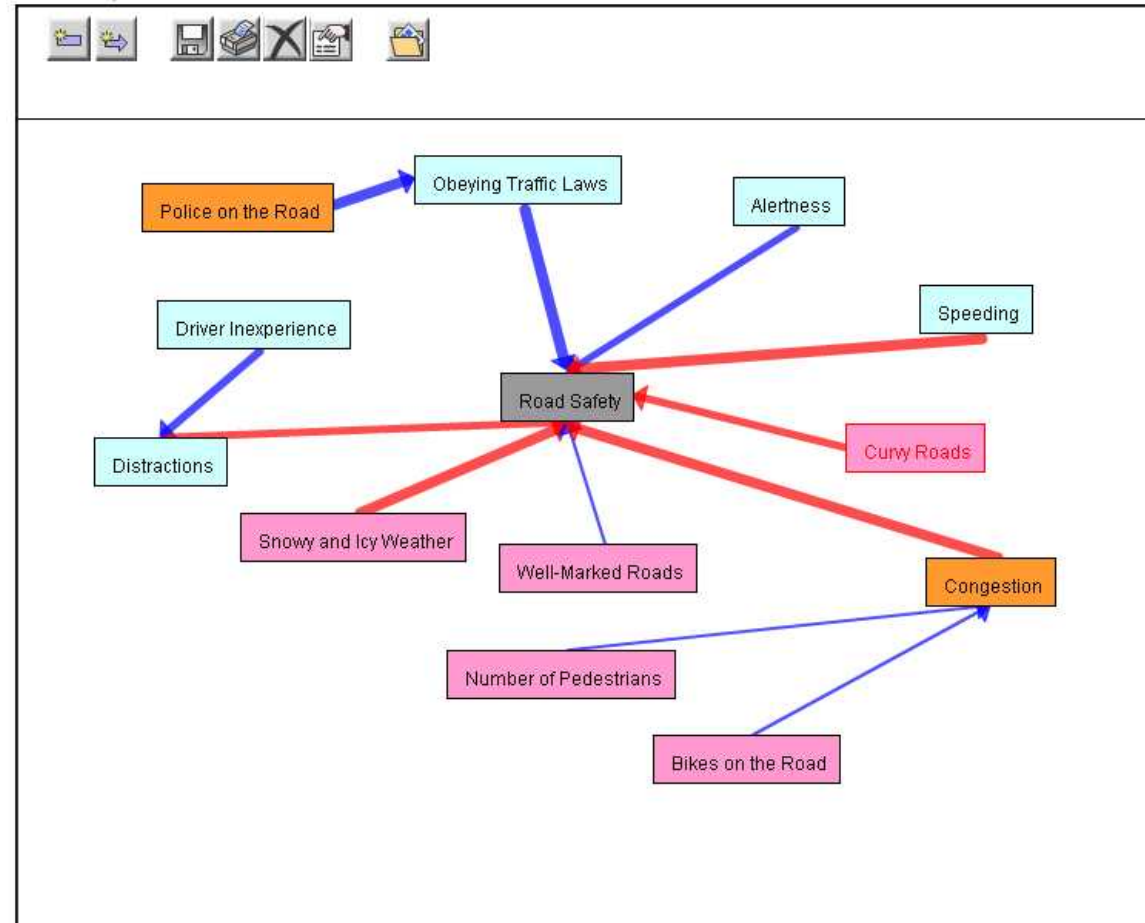 Obeying Traffic Laws
Police on the Road
Alertness
Speeding
Driver Inexperience
Road Safety
Curvy Roads
Distractions
Snowy and Icy Weather
Well-Marked Roads
Congestion
Number of Pedestrians
Bikes on the Road